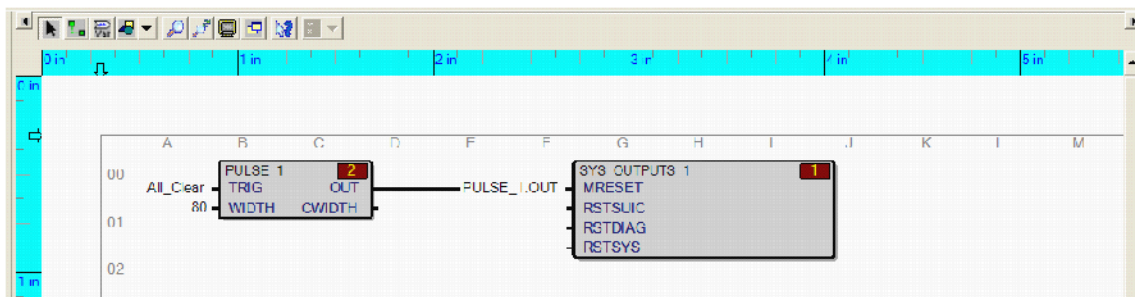 0 in 1 in 2 in 3 in 4 in 5 in
0 in
A B C D E F G H I J K L M
00
PULSE 1 2
SYS OUTPUTS 1 1
All_Clear TRIG OUT PULSE_1.OUT MRESET
80 WIDTH CWIDTH RSTSUIC
01
RSTDIAG
RSTSYS
02
1 in